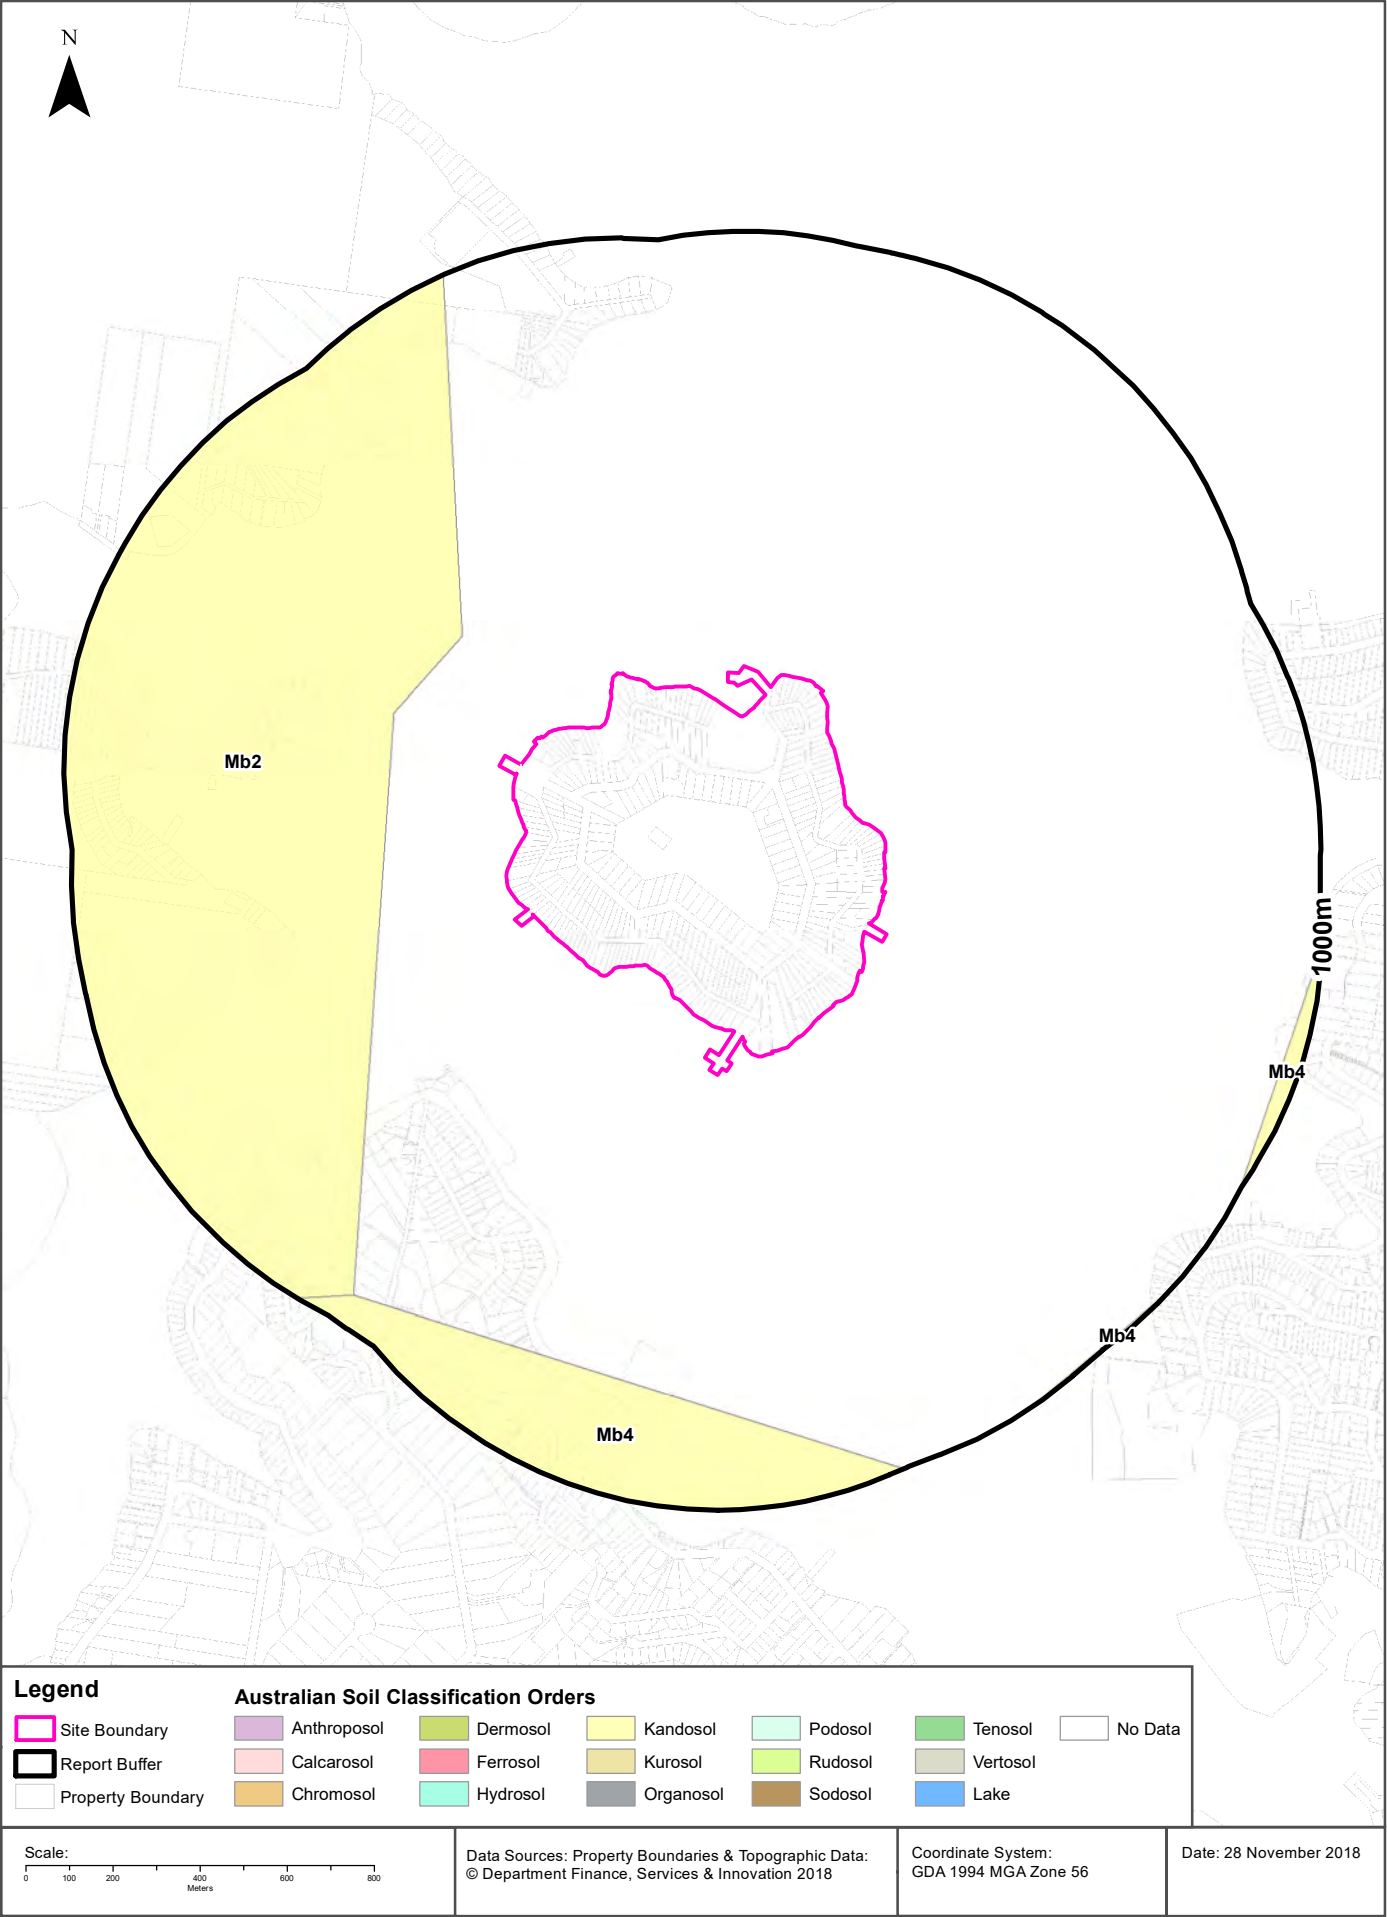 N
Mb2
1000m
Mb4
Mb4
Mb4
Legend
Site Boundary
Report Buffer
Property Boundary
Australian Soil Classification Orders
Anthroposol
Dermosol
Kandosol
Podosol
Tenosol
No Data
Calcarosol
Ferrosol
Kurosol
Rudosol
Vertosol
Chromosol
Hydrosol
Organosol
Sodosol
Lake
Scale:
0 100 200 400 600 800
Meters
Data Sources: Property Boundaries & Topographic Data:
© Department Finance, Services & Innovation 2018
Coordinate System:
GDA 1994 MGA Zone 56
Date: 28 November 2018